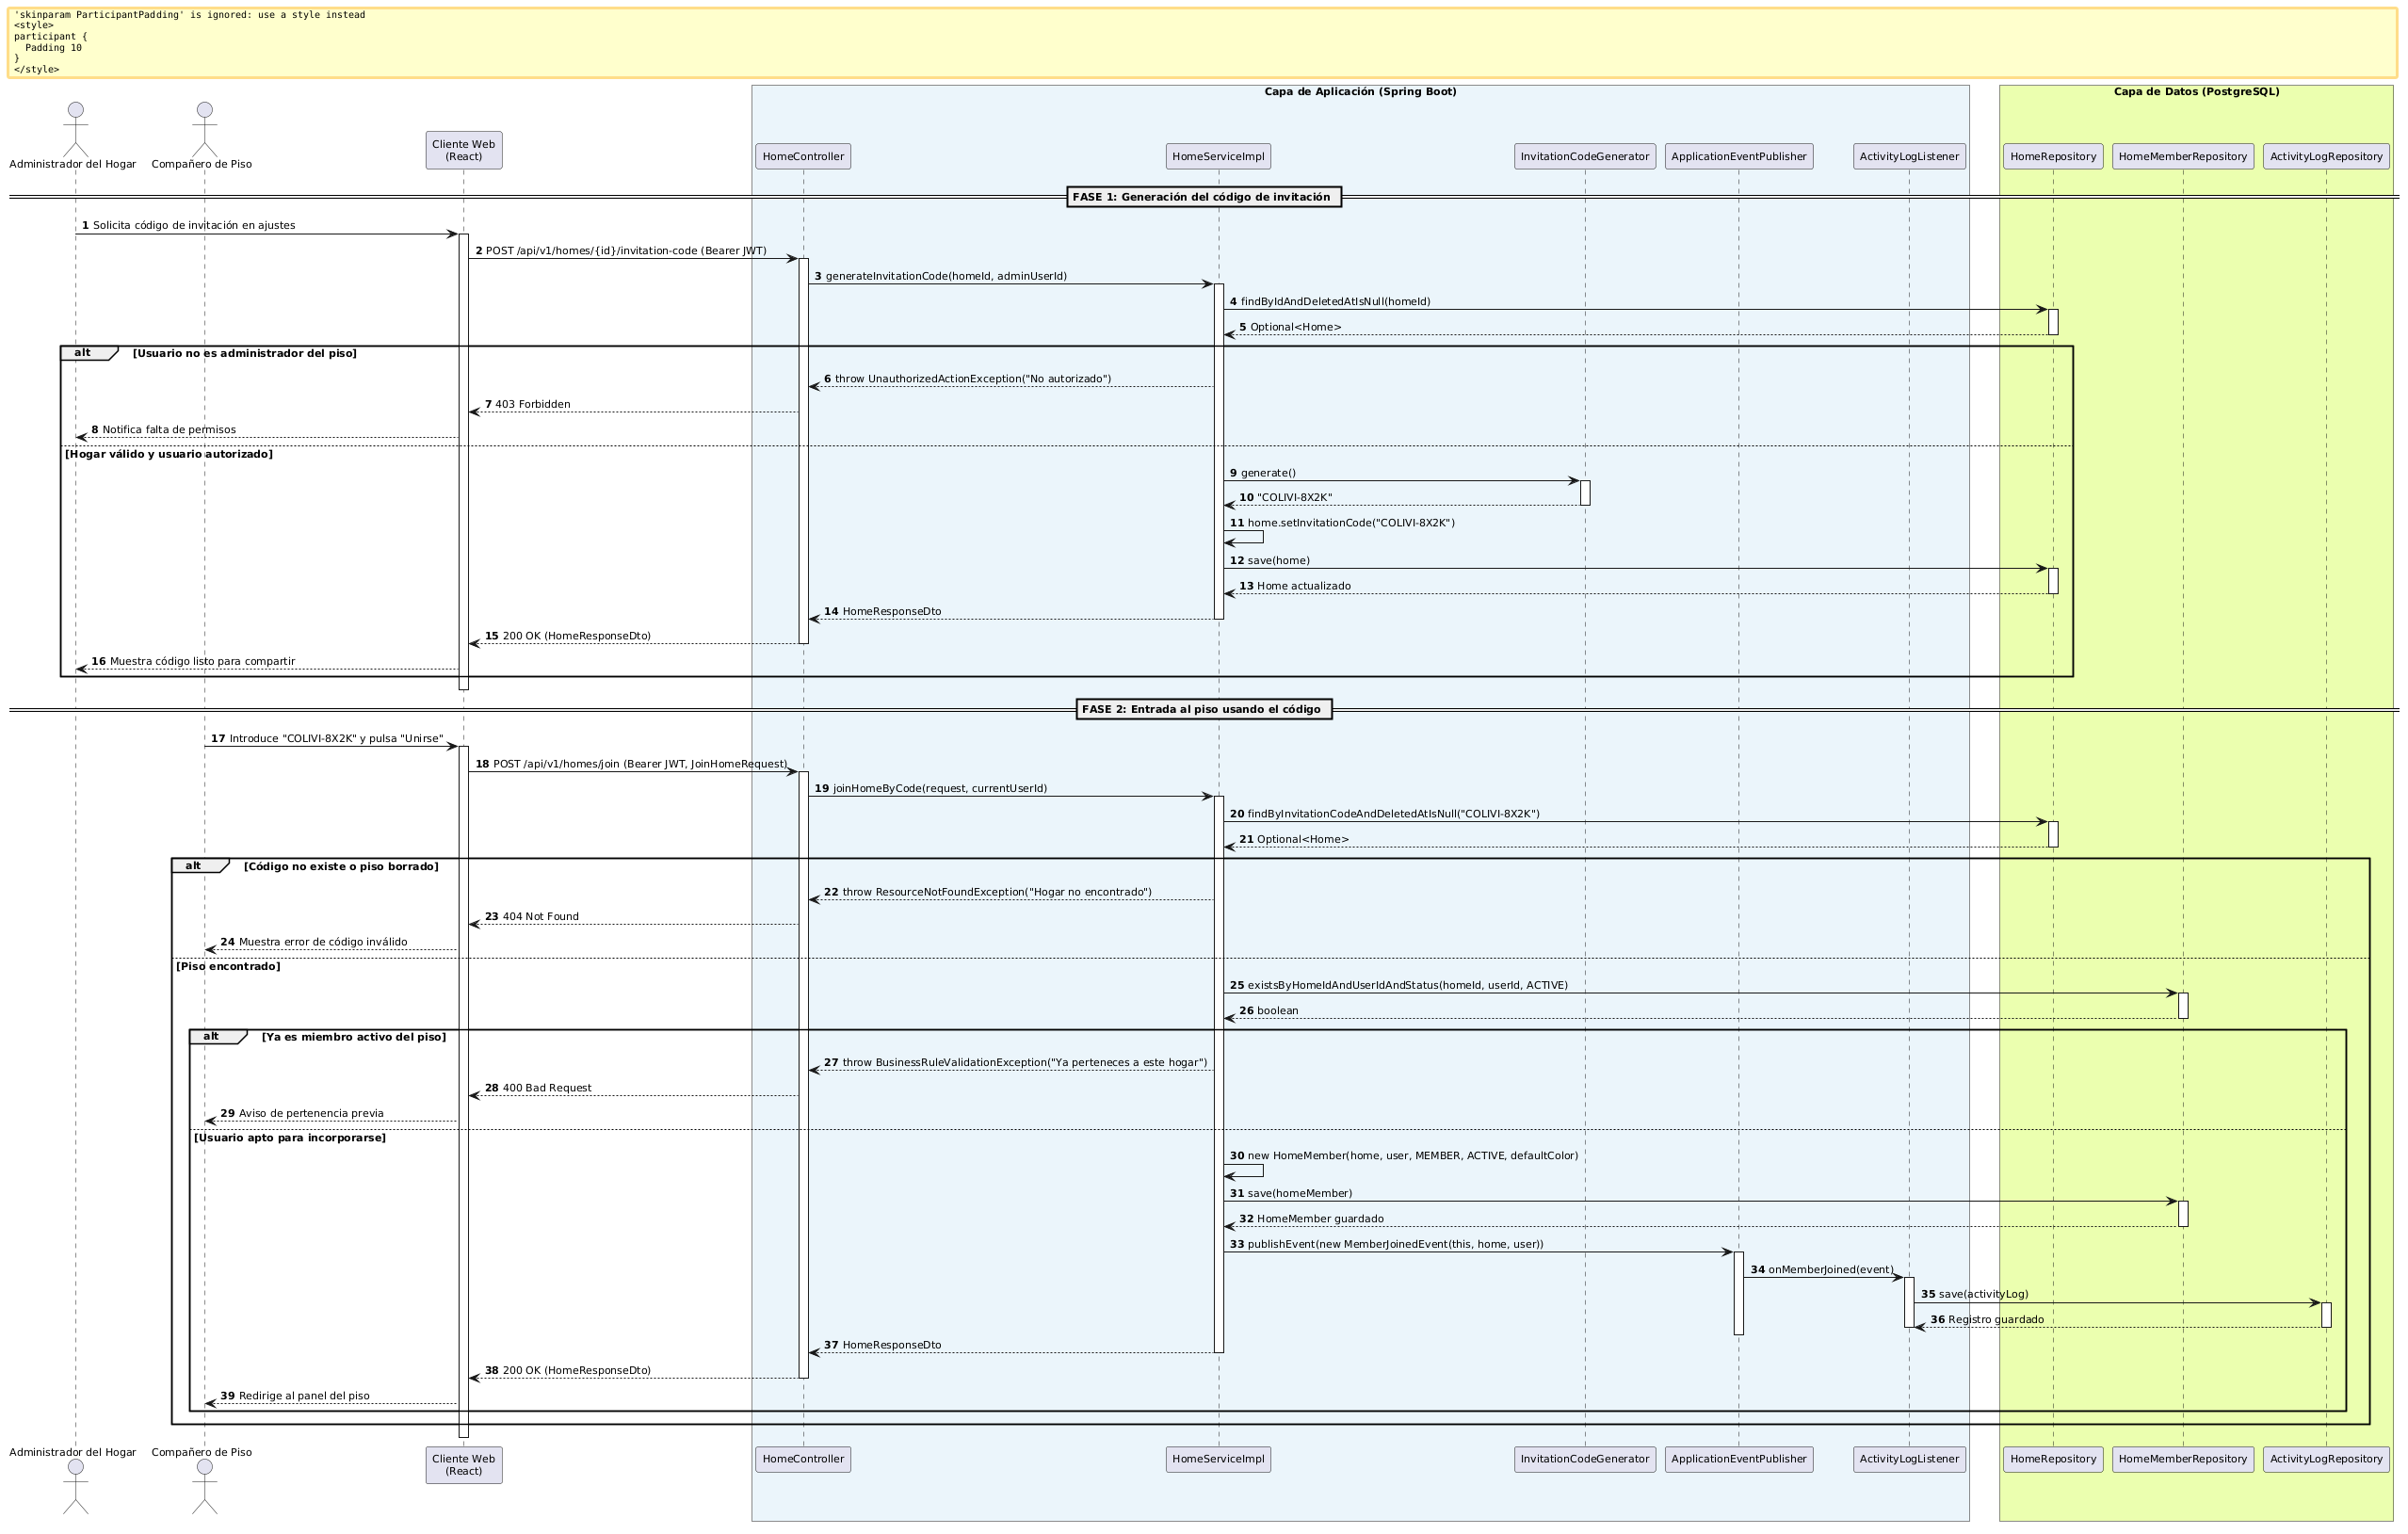 'skinparam ParticipantPadding' is ignored: use a style instead
<style>
participant {
  Padding 10
}
</style>
Capa de Aplicación (Spring Boot)
Capa de Datos (PostgreSQL)
Administrador del Hogar
Compañero de Piso
Cliente Web
(React)
HomeController
HomeServiceImpl
InvitationCodeGenerator
ApplicationEventPublisher
ActivityLogListener
HomeRepository
HomeMemberRepository
ActivityLogRepository
FASE 1: Generación del código de invitación
1 Solicita código de invitación en ajustes
2 POST /api/v1/homes/{id}/invitation-code (Bearer JWT)
3 generateInvitationCode(homeId, adminUserId)
4 findByIdAndDeletedAtIsNull(homeId)
5 Optional<Home>
alt [Usuario no es administrador del piso]
6 throw UnauthorizedActionException("No autorizado")
7 403 Forbidden
8 Notifica falta de permisos
[Hogar válido y usuario autorizado]
9 generate()
10 "COLIVI-8X2K"
11 home.setInvitationCode("COLIVI-8X2K")
12 save(home)
13 Home actualizado
14 HomeResponseDto
15 200 OK (HomeResponseDto)
16 Muestra código listo para compartir
FASE 2: Entrada al piso usando el código
17 Introduce "COLIVI-8X2K" y pulsa "Unirse"
18 POST /api/v1/homes/join (Bearer JWT, JoinHomeRequest)
19 joinHomeByCode(request, currentUserId)
20 findByInvitationCodeAndDeletedAtIsNull("COLIVI-8X2K")
21 Optional<Home>
alt [Código no existe o piso borrado]
22 throw ResourceNotFoundException("Hogar no encontrado")
23 404 Not Found
24 Muestra error de código inválido
[Piso encontrado]
25 existsByHomeIdAndUserIdAndStatus(homeId, userId, ACTIVE)
26 boolean
alt [Ya es miembro activo del piso]
27 throw BusinessRuleValidationException("Ya perteneces a este hogar")
28 400 Bad Request
29 Aviso de pertenencia previa
[Usuario apto para incorporarse]
30 new HomeMember(home, user, MEMBER, ACTIVE, defaultColor)
31 save(homeMember)
32 HomeMember guardado
33 publishEvent(new MemberJoinedEvent(this, home, user))
34 onMemberJoined(event)
35 save(activityLog)
36 Registro guardado
37 HomeResponseDto
38 200 OK (HomeResponseDto)
39 Redirige al panel del piso
Administrador del Hogar
Compañero de Piso
Cliente Web
(React)
HomeController
HomeServiceImpl
InvitationCodeGenerator
ApplicationEventPublisher
ActivityLogListener
HomeRepository
HomeMemberRepository
ActivityLogRepository